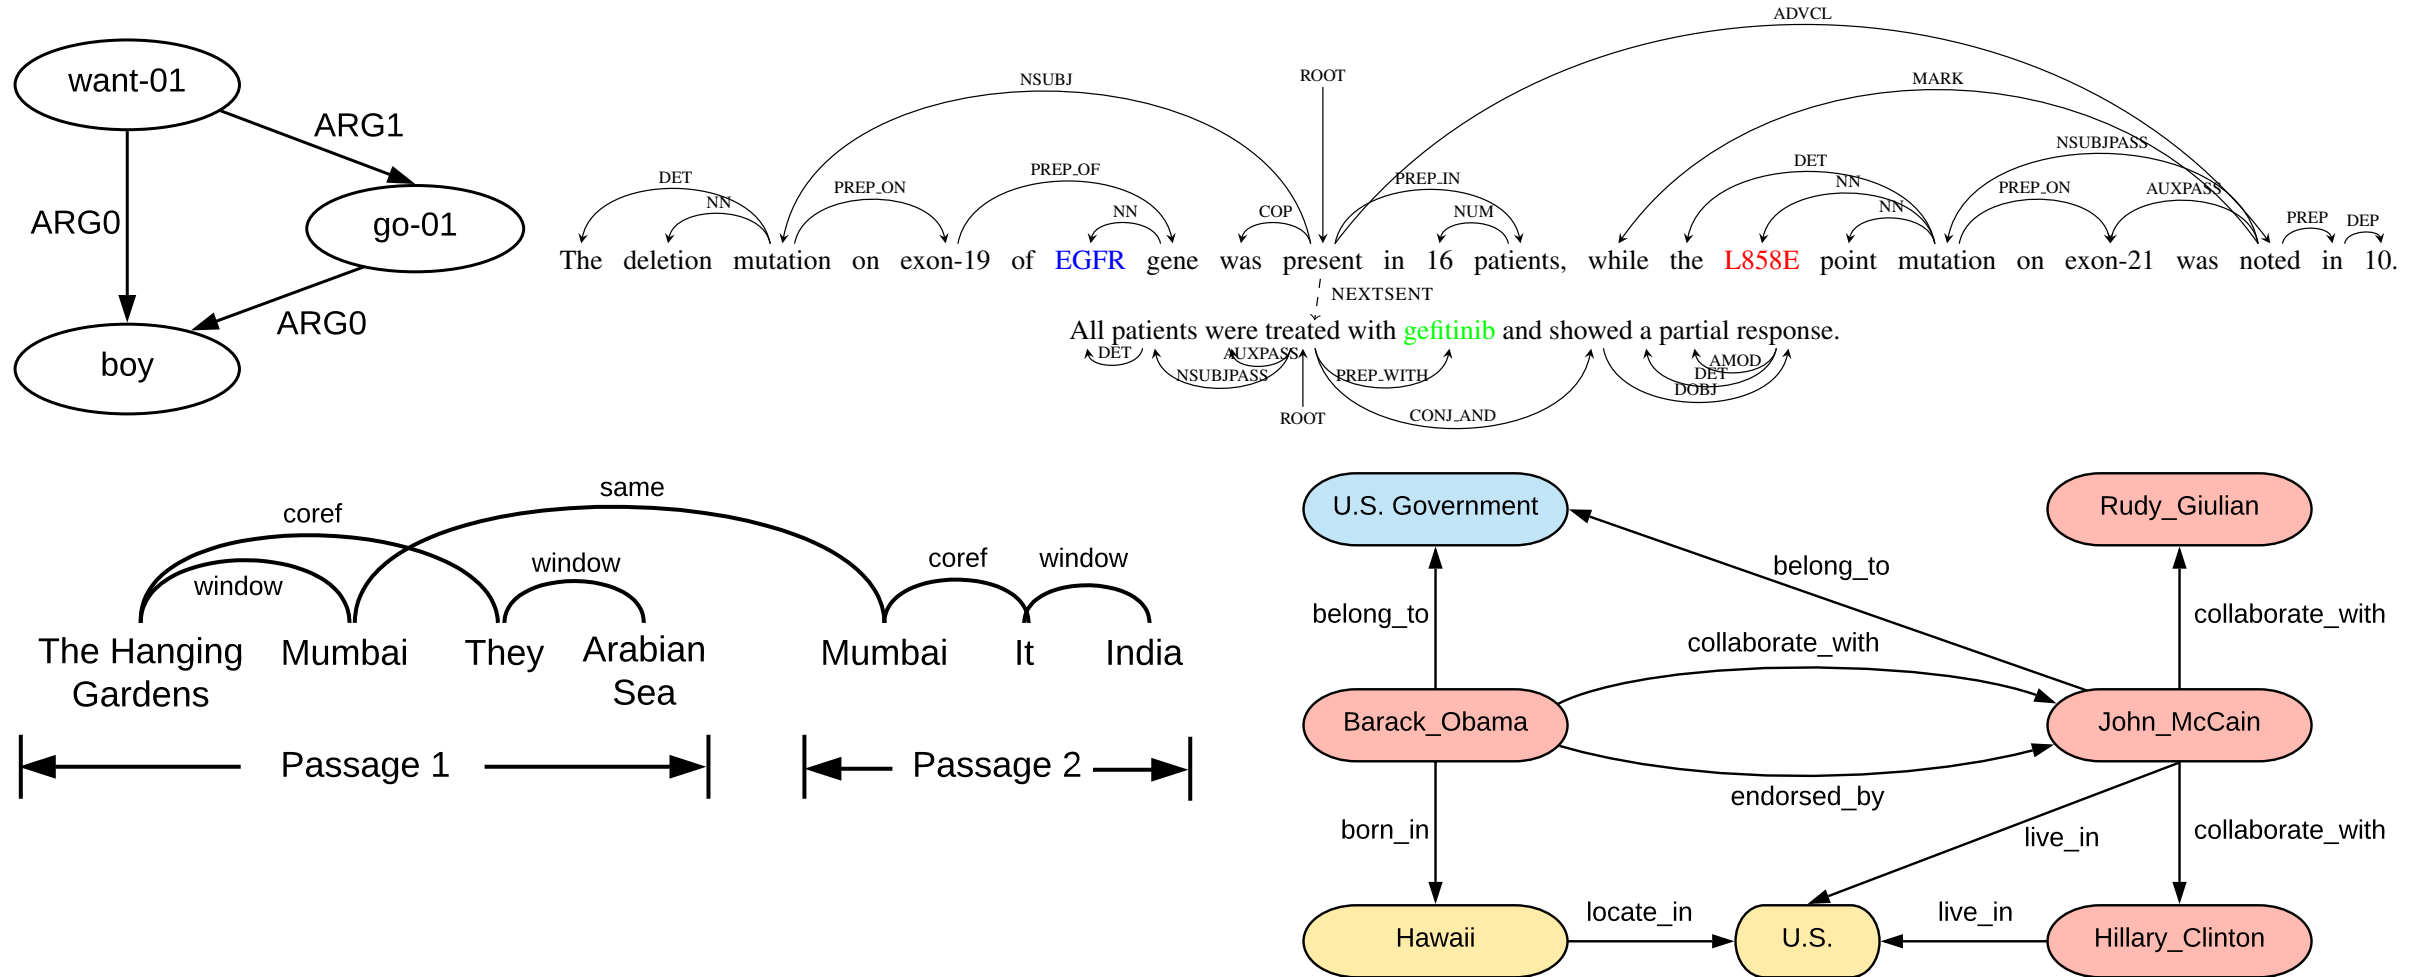 want-01
ARG1
ARG0
go-01
ARG0
boy
ADVCL
NSUBJ
ROOT
MARK
NSUBJPASS
DET
NN
PREP_ON
PREP_OF
NN
COP
PREP_IN
NUM
DET
NN
NN
PREP_ON
AUXPASS
PREP
DEP
The deletion mutation on exon-19 of EGFR gene was present in 16 patients, while the L858E point mutation on exon-21 was noted in 10.
NEXTSENT
All patients were treated with gefitinib and showed a partial response.
DET
AUXPASS
NSUBJPASS
PREP_WITH
AMOD
DET
DOBJ
ROOT
CONJ_AND
same
coref
window
window
coref
window
The Hanging
Gardens
Mumbai
They
Arabian
Sea
Mumbai
It
India
Passage 1
Passage 2
U.S. Government
Rudy_Giulian
belong_to
belong_to
collaborate_with
collaborate_with
Barack_Obama
John_McCain
endorsed_by
born_in
live_in
collaborate_with
Hawaii
locate_in
U.S.
live_in
Hillary_Clinton